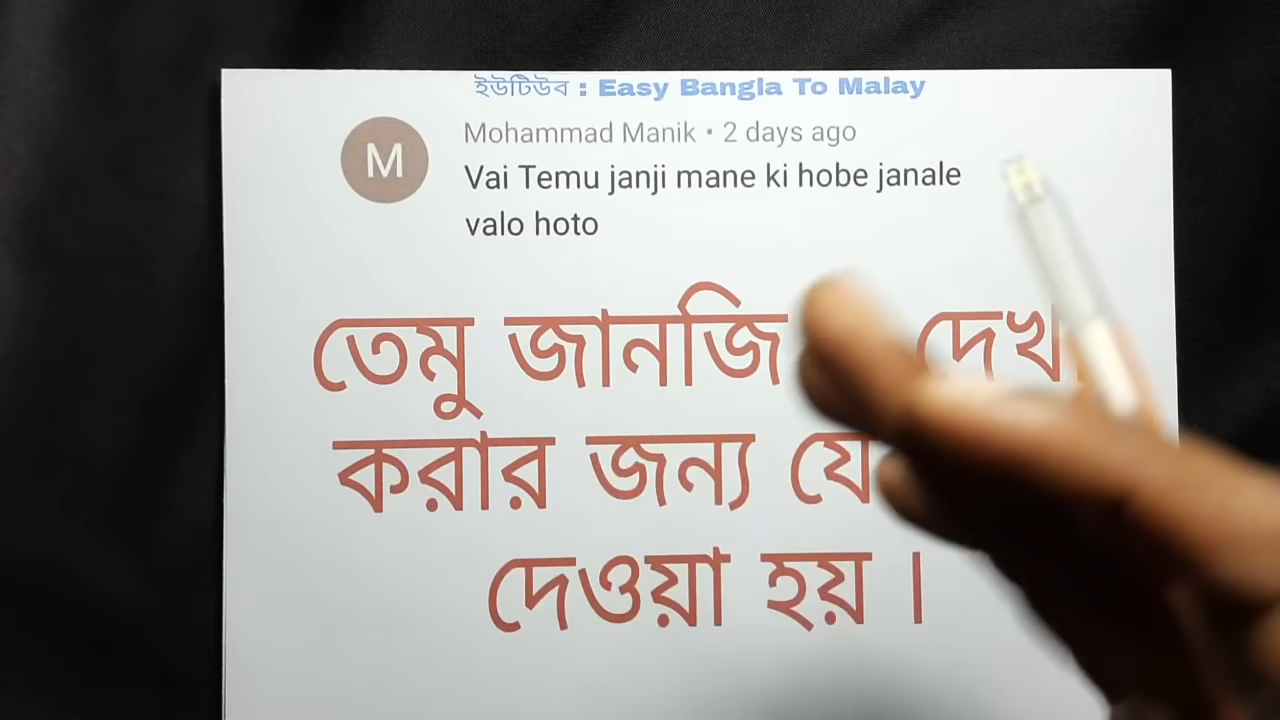 ইউটিউব : Easy Bangla To Malay
M
Mohammad Manik • 2 days ago
Vai Temu janji mane ki hobe janale
valo hoto
তেমু জানজি
করার জন্য
দেওয়া হয় ।